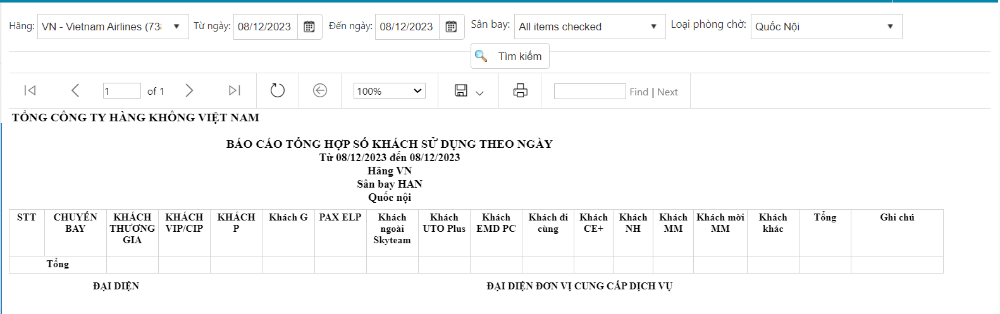 Hãng: VN - Vietnam Airlines (738 Từ ngày: 08/12/2023 Đến ngày: 08/12/2023 Sân bay: All items checked Loại phòng chờ: Quốc Nội
Tìm kiếm
1 of 1 100% Find | Next
TỔNG CÔNG TY HÀNG KHÔNG VIỆT NAM
BÁO CÁO TỔNG HỢP SỐ KHÁCH SỬ DỤNG THEO NGÀY
Từ 08/12/2023 đến 08/12/2023
Hãng VN
Sân bay HAN
Quốc nội
STT CHUYẾN KHÁCH KHÁCH KHÁCH Khách G PAX ELP Khách Khách Khách Khách đi Khách Khách Khách Khách mời Khách Tổng Ghi chú
BAY THƯƠNG VIP/CIP P ngoài UTO Plus EMD PC cùng CE+ NH MM MM khác
GIA Skyteam
Tổng
ĐẠI DIỆN ĐẠI DIỆN ĐƠN VỊ CUNG CẤP DỊCH VỤ